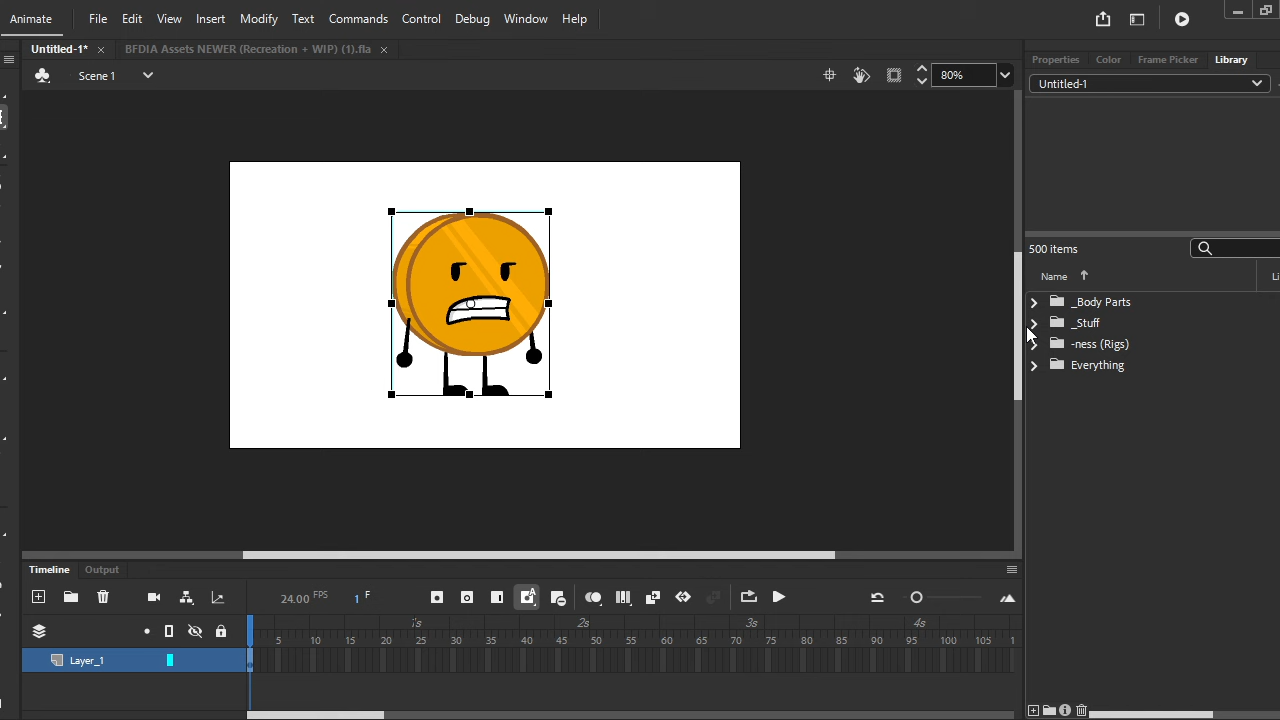 Animate File Edit View Insert Modify Text Commands Control Debug Window Help
Untitled-1* BFDIA Assets NEWER (Recreation + WIP) (1).fla
Properties Color Frame Picker Library
Scene 1 80%
Untitled-1
500 items
Name Li
_Body Parts
_Stuff
-ness (Rigs)
Everything
Timeline Output
24.00 FPS 1 F
1s 2s 3s 4s
5 10 15 20 25 30 35 40 45 50 55 60 65 70 75 80 85 90 95 100 105 1
Layer_1